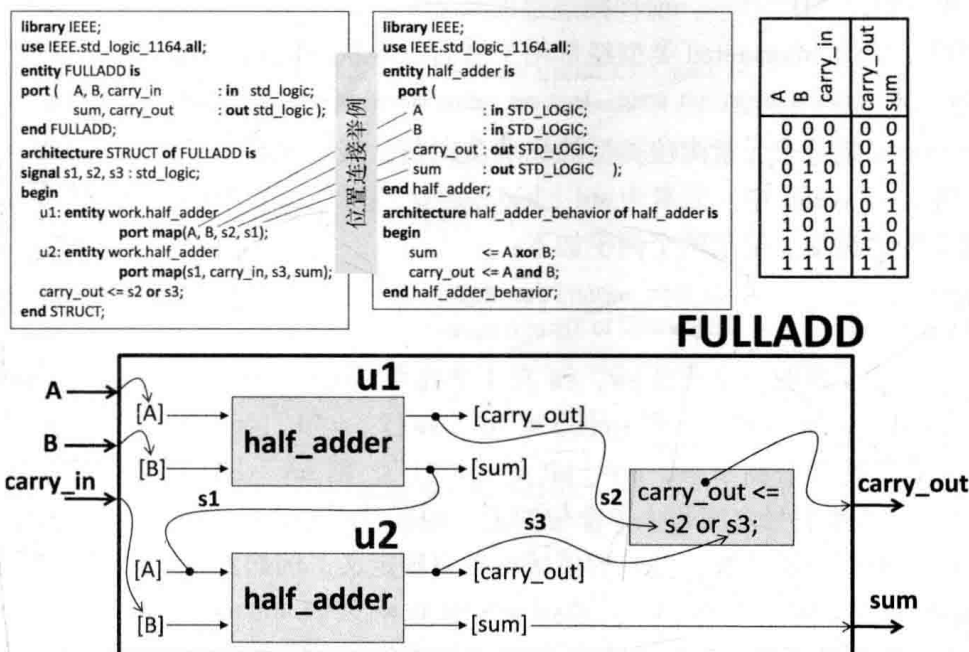 library IEEE;
use IEEE.std_logic_1164.all;
entity FULLADD is
port ( A, B, carry_in : in std_logic;
sum, carry_out : out std_logic );
end FULLADD;
architecture STRUCT of FULLADD is
signal s1, s2, s3 : std_logic;
begin
u1: entity work.half_adder
port map(A, B, s2, s1);
u2: entity work.half_adder
port map(s1, carry_in, s3, sum);
carry_out <= s2 or s3;
end STRUCT;
位置连接举例
library IEEE;
use IEEE.std_logic_1164.all;
entity half_adder is
port (
A : in STD_LOGIC;
B : in STD_LOGIC;
carry_out : out STD_LOGIC;
sum : out STD_LOGIC );
end half_adder;
architecture half_adder_behavior of half_adder is
begin
sum <= A xor B;
carry_out <= A and B;
end half_adder_behavior;
A B carry_in carry_out sum
0 0 0 0 0
0 0 1 0 1
0 1 0 0 1
0 1 1 1 0
1 0 0 0 1
1 0 1 1 0
1 1 0 1 0
1 1 1 1 1
FULLADD
A
B
carry_in
u1
[A]
[B]
half_adder
[carry_out]
[sum]
s1
s2
s3
carry_out <=
s2 or s3;
carry_out
u2
[A]
[B]
half_adder
[carry_out]
[sum]
sum